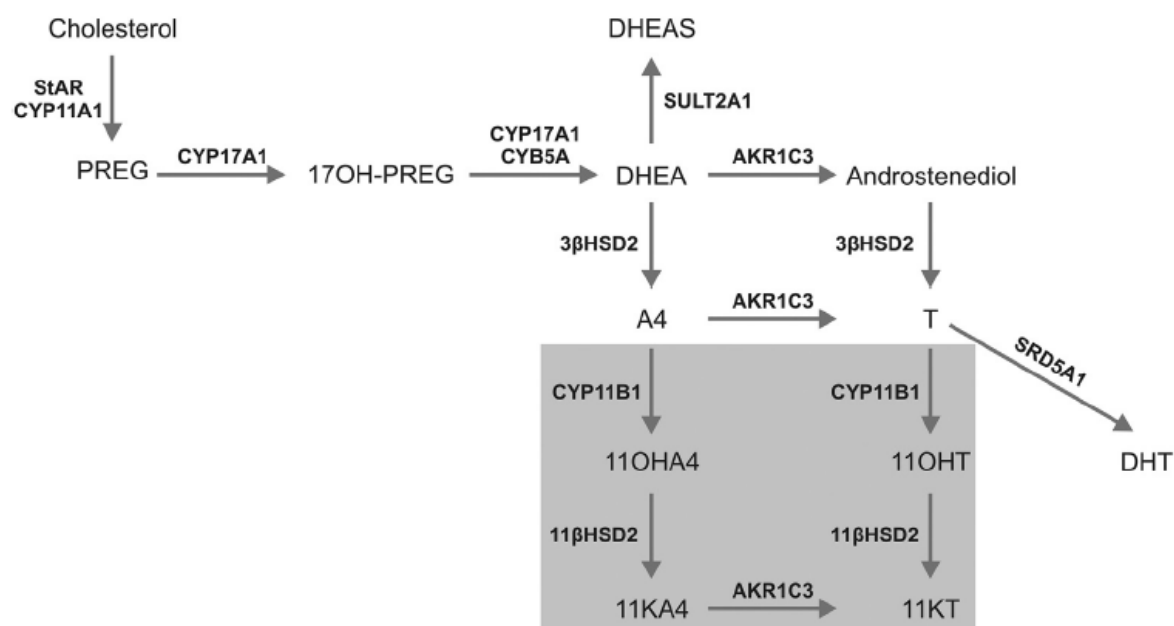 Cholesterol
DHEAS
StAR
CYP11A1
SULT2A1
CYP17A1
CYP17A1
CYB5A
AKR1C3
PREG
17OH-PREG
DHEA
Androstenediol
3βHSD2
3βHSD2
A4
AKR1C3
T
SRD5A1
CYP11B1
CYP11B1
11OHA4
11OHT
DHT
11βHSD2
11βHSD2
11KA4
AKR1C3
11KT